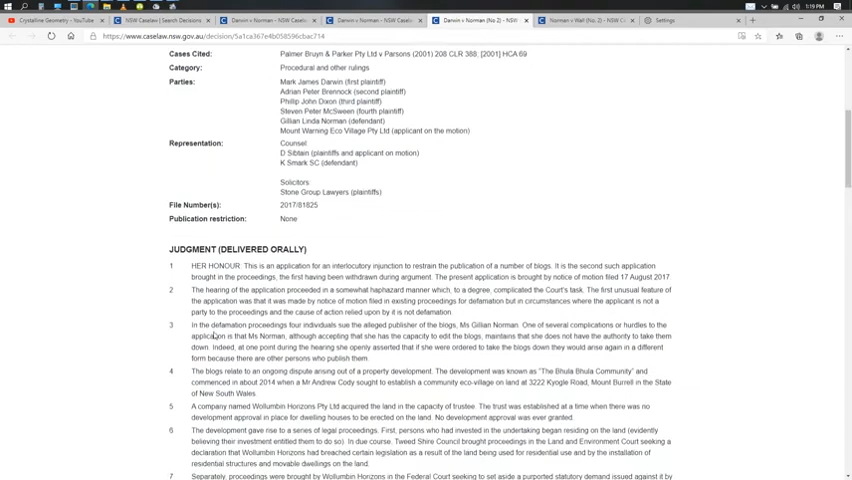 1:19 PM
Crystalline Geometry - YouTube
NSW Caselaw | Search Decisions
Darwin v Norman - NSW Caselaw
Darwin v Norman - NSW Caselaw
Darwin v Norman (No 2) - NSW
Norman v Wall (No. 2) - NSW C
Settings
https://www.caselaw.nsw.gov.au/decision/5a1ca367e4b058596cbac714
Cases Cited: Palmer Bruyn & Parker Pty Ltd v Parsons (2001) 208 CLR 388; [2001] HCA 69
Category: Procedural and other rulings
Parties: Mark James Darwin (first plaintiff)
Adrian Peter Brennock (second plaintiff)
Phillip John Dixon (third plaintiff)
Steven Peter McSween (fourth plaintiff)
Gillian Linda Norman (defendant)
Mount Warning Eco Village Pty Ltd (applicant on the motion)
Representation: Counsel:
D Sibtain (plaintiffs and applicant on motion)
K Smark SC (defendant)
Solicitors:
Stone Group Lawyers (plaintiffs)
File Number(s): 2017/81825
Publication restriction: None
JUDGMENT (DELIVERED ORALLY)
1 HER HONOUR: This is an application for an interlocutory injunction to restrain the publication of a number of blogs. It is the second such application
brought in the proceedings, the first having been withdrawn during argument. The present application is brought by notice of motion filed 17 August 2017.
2 The hearing of the application proceeded in a somewhat haphazard manner which, to a degree, complicated the Court's task. The first unusual feature of
the application was that it was made by notice of motion filed in existing proceedings for defamation but in circumstances where the applicant is not a
party to the proceedings and the cause of action relied upon by it is not defamation.
3 In the defamation proceedings four individuals sue the alleged publisher of the blogs, Ms Gillian Norman. One of several complications or hurdles to the
application is that Ms Norman, although accepting that she has the capacity to edit the blogs, maintains that she does not have the authority to take them
down. Indeed, at one point during the hearing she openly asserted that if she were ordered to take the blogs down they would arise again in a different
form because there are other persons who publish them.
4 The blogs relate to an ongoing dispute arising out of a property development. The development was known as "The Bhula Bhula Community" and
commenced in about 2014 when a Mr Andrew Cody sought to establish a community eco-village on land at 3222 Kyogle Road, Mount Burrell in the State
of New South Wales.
5 A company named Wollumbin Horizons Pty Ltd acquired the land in the capacity of trustee. The trust was established at a time when there was no
development approval in place for dwelling houses to be erected on the land. No development approval was ever granted.
6 The development gave rise to a series of legal proceedings. First, persons who had invested in the undertaking began residing on the land (evidently
believing their investment entitled them to do so). In due course, Tweed Shire Council brought proceedings in the Land and Environment Court seeking a
declaration that Wollumbin Horizons had breached certain legislation as a result of the land being used for residential use and by the installation of
residential structures and movable dwellings on the land.
7 Separately, proceedings were brought by Wollumbin Horizons in the Federal Court seeking to set aside a purported statutory demand issued against it by